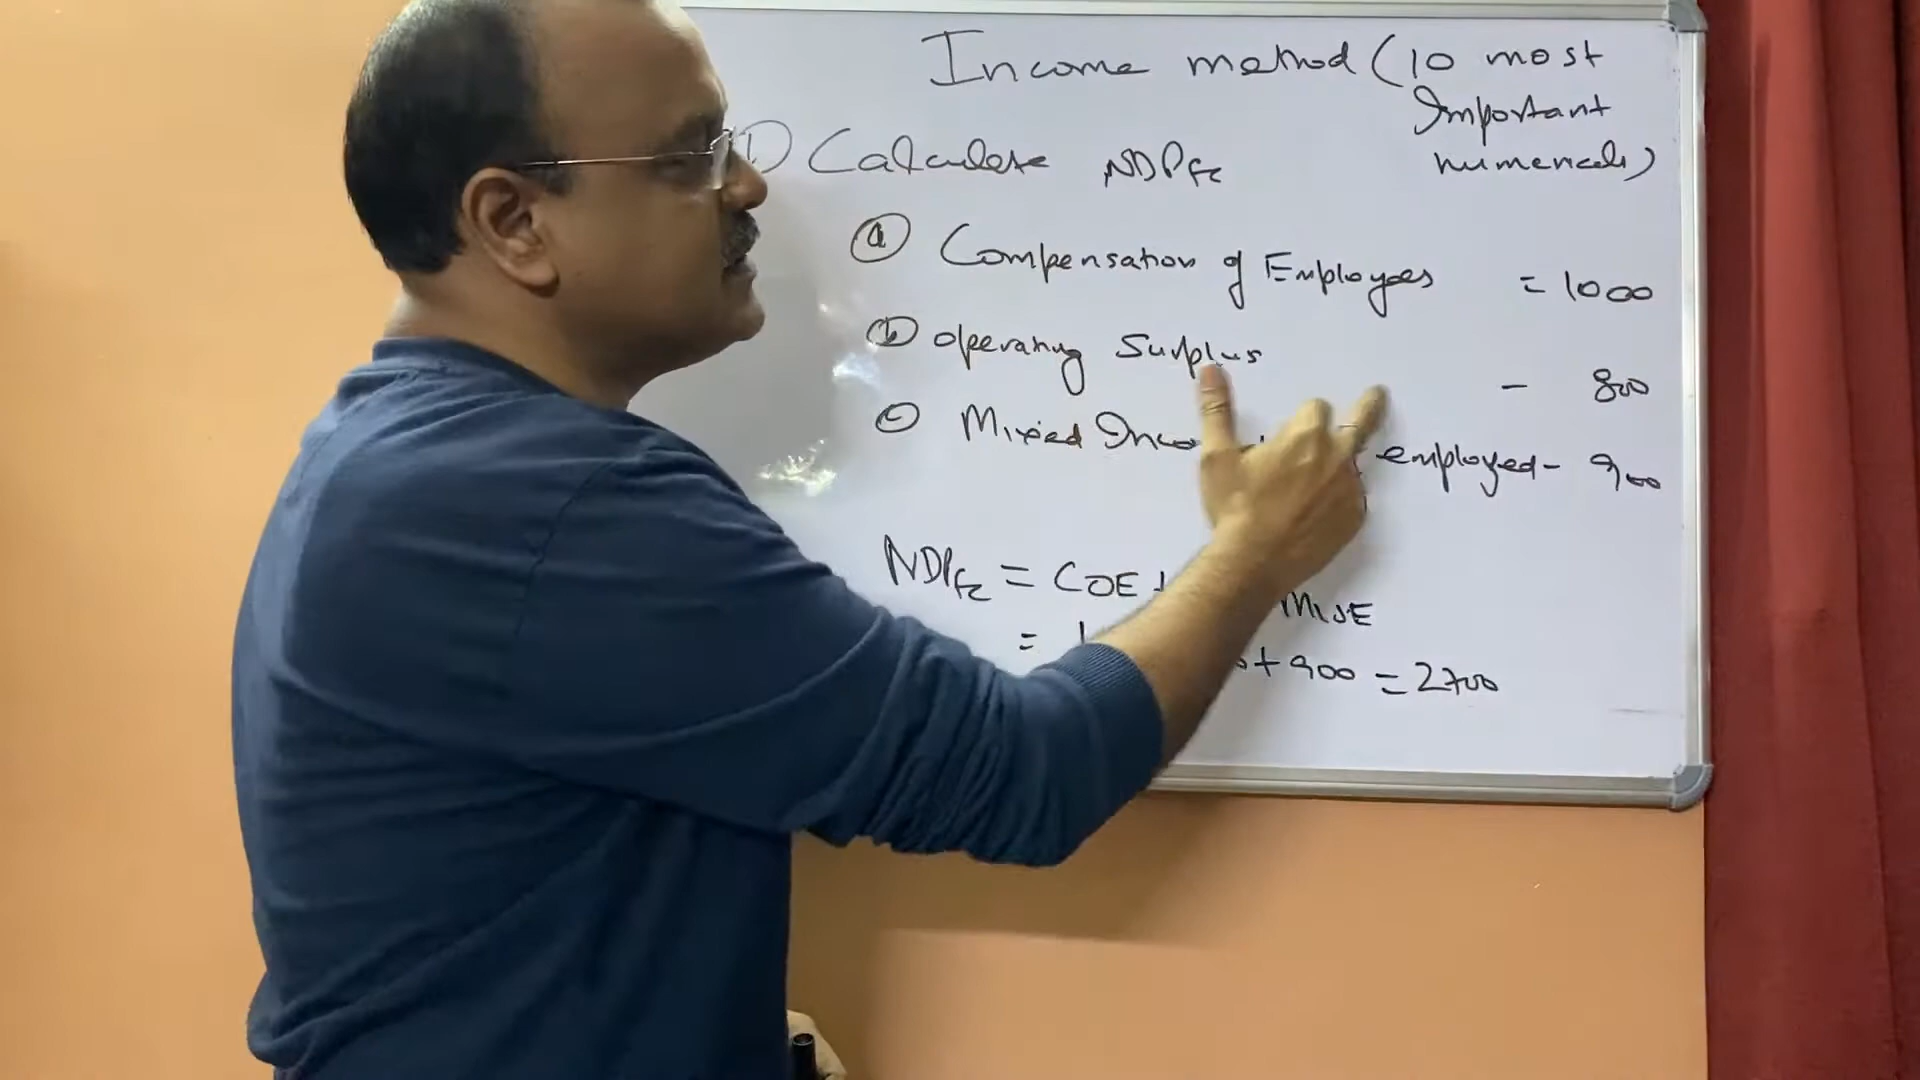 Income method (10 most
Important
numericals)
1) Calculate NDPFC
(a) Compensation of Employees = 1000
(b) Operating Surplus - 800
(c) Mixed employed - 900
NDPFC = COE + MISE
= + 900 = 2700